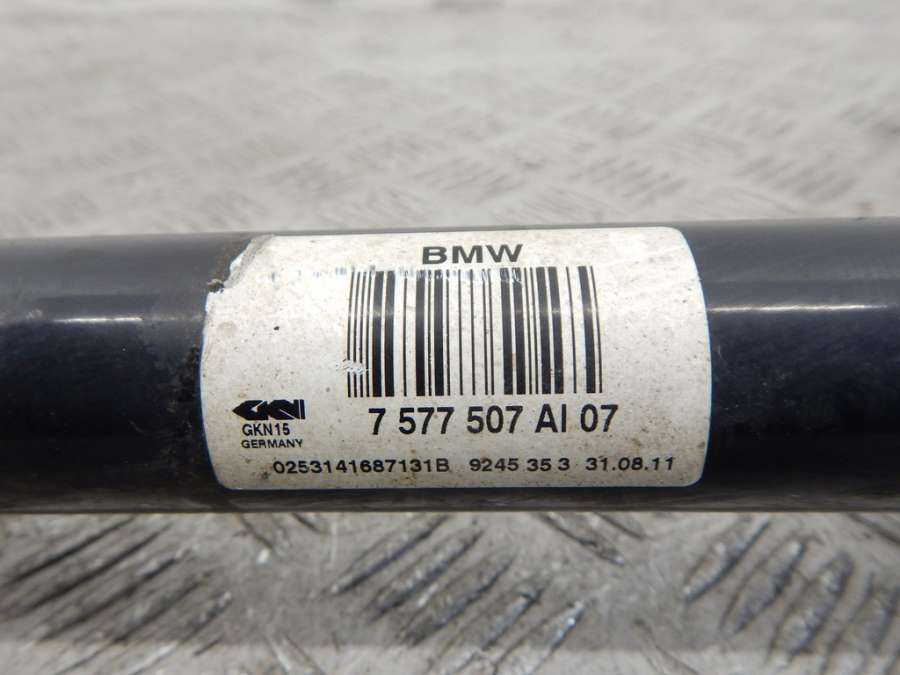 BMW
7 577 507 AI 07
GKN
GKN15
GERMANY
0253141687131B 9245 35 3 31.08.11